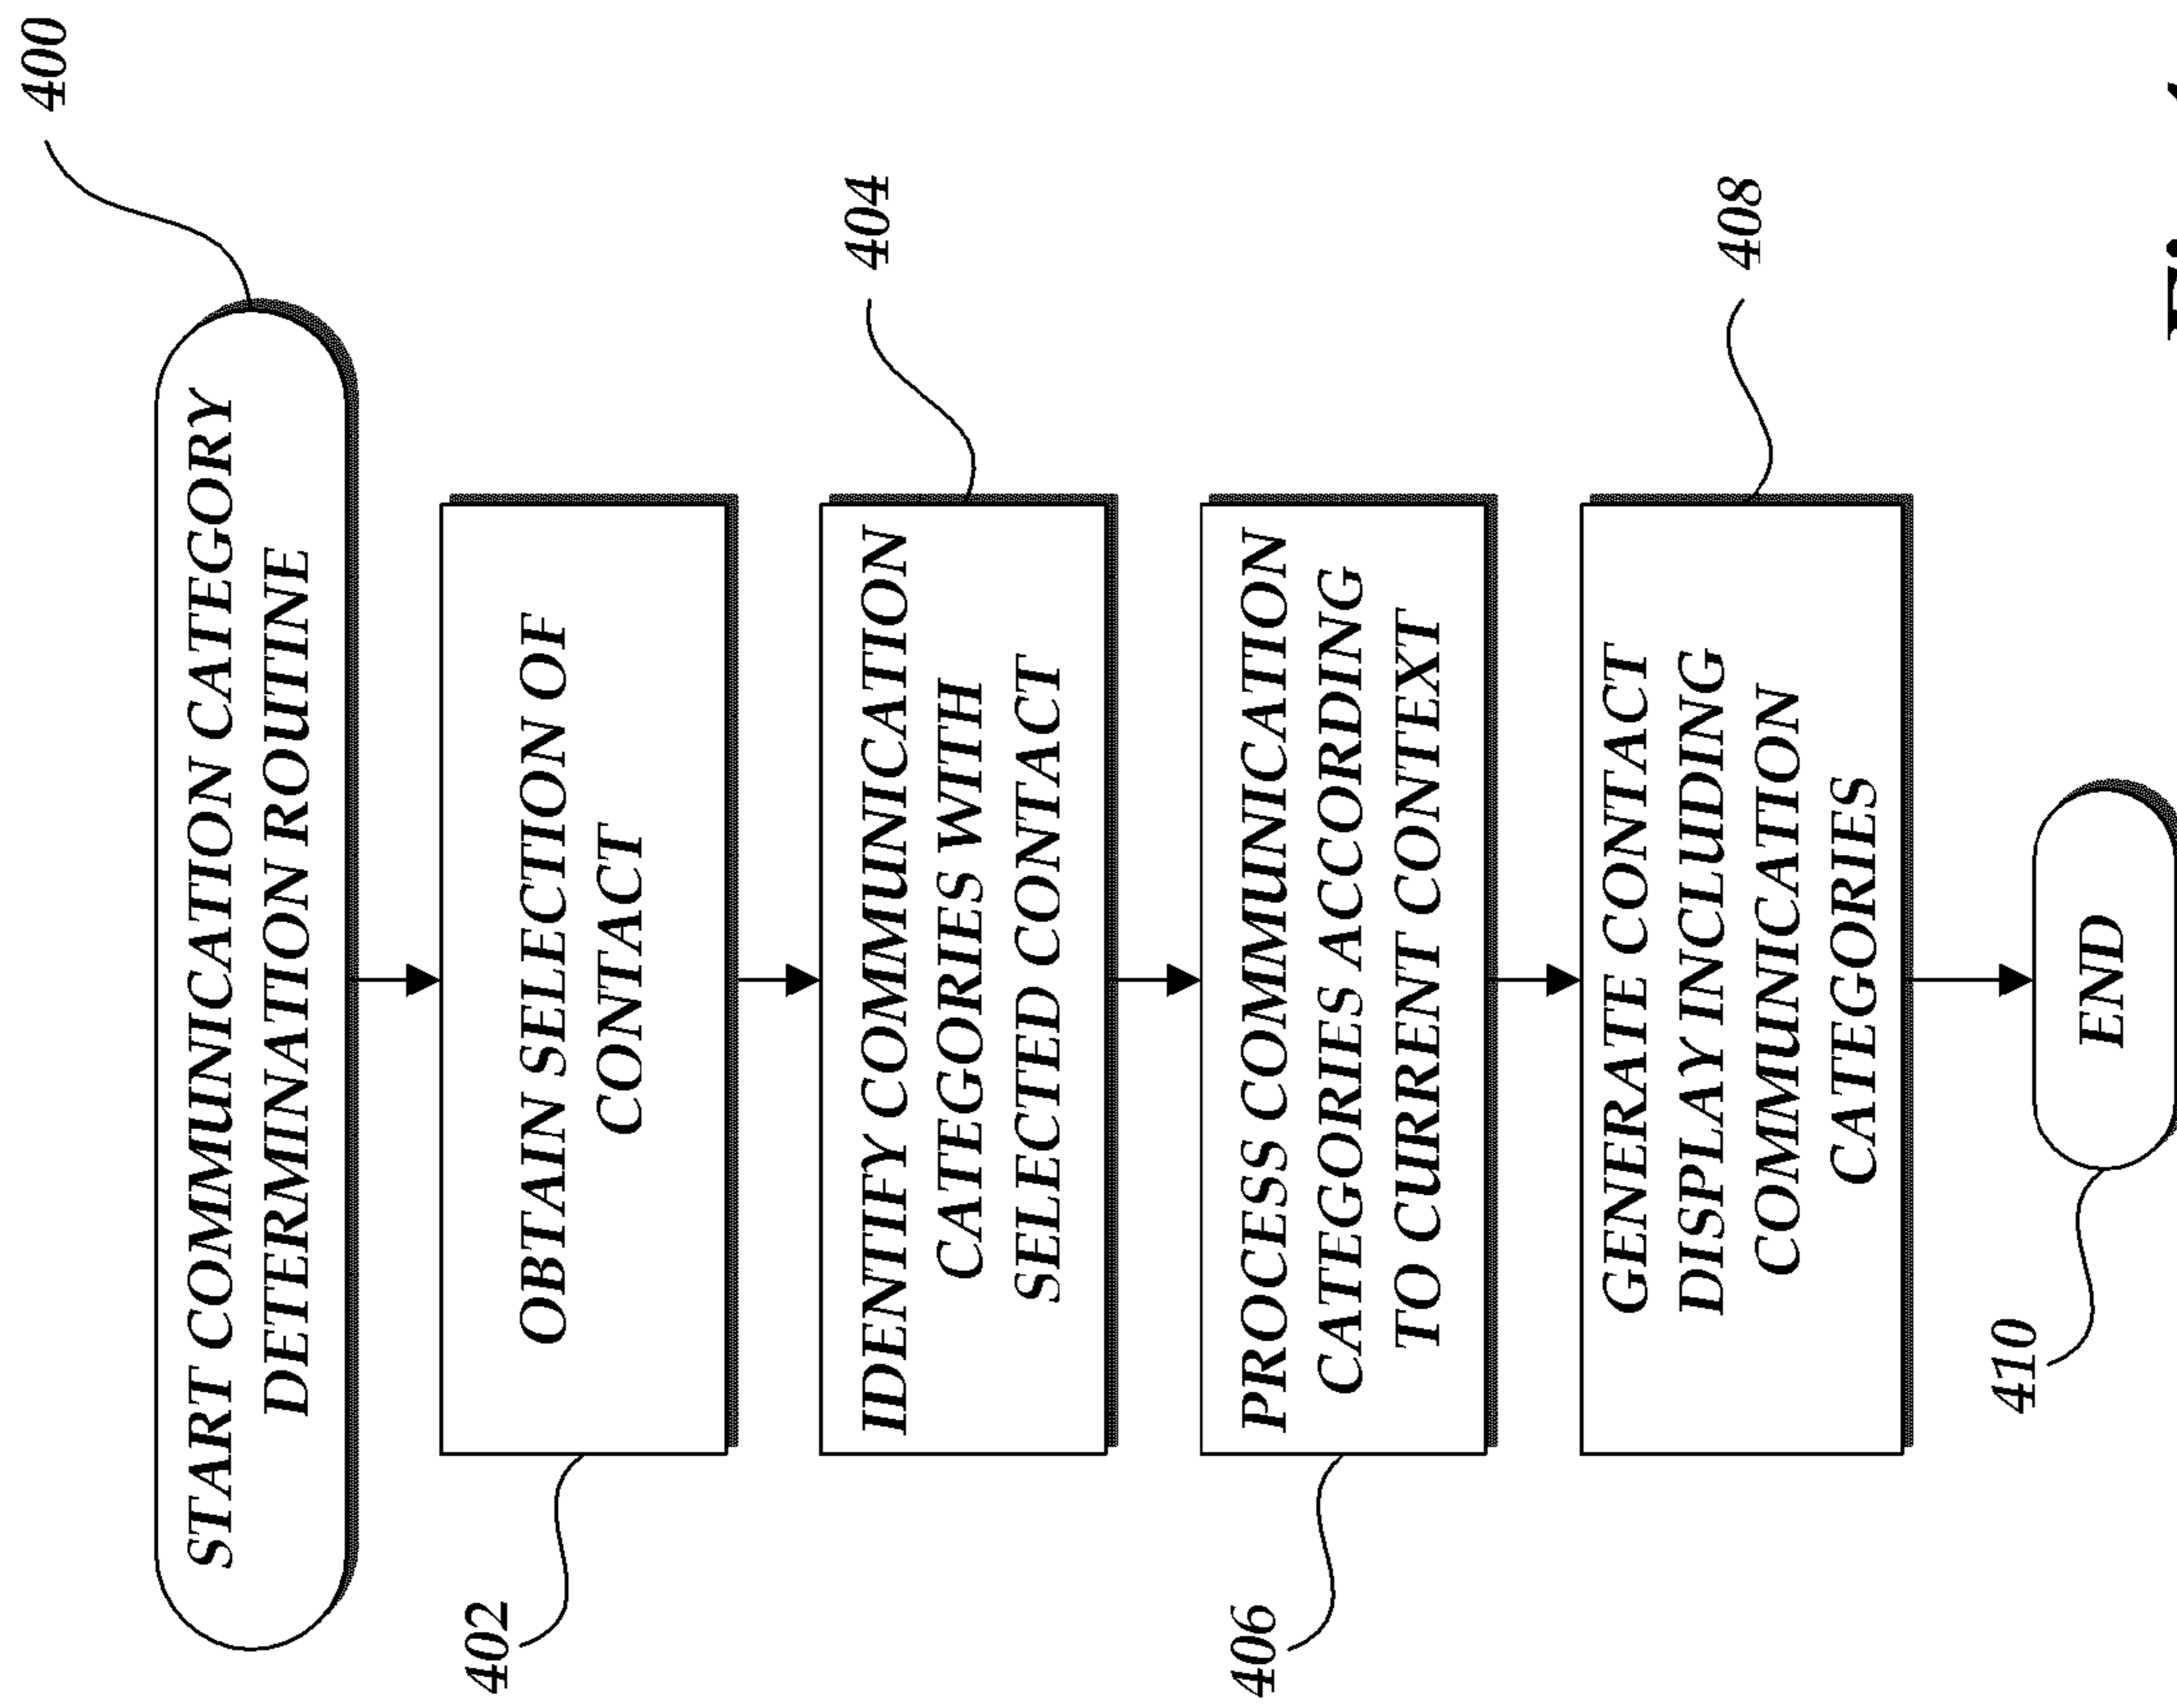 400
START COMMUNICATION CATEGORY
DETERMINATION ROUTINE
402
OBTAIN SELECTION OF
CONTACT
404
IDENTIFY COMMUNICATION
CATEGORIES WITH
SELECTED CONTACT
406
PROCESS COMMUNICATION
CATEGORIES ACCORDING
TO CURRENT CONTEXT
408
GENERATE CONTACT
DISPLAY INCLUDING
COMMUNICATION
CATEGORIES
410
END